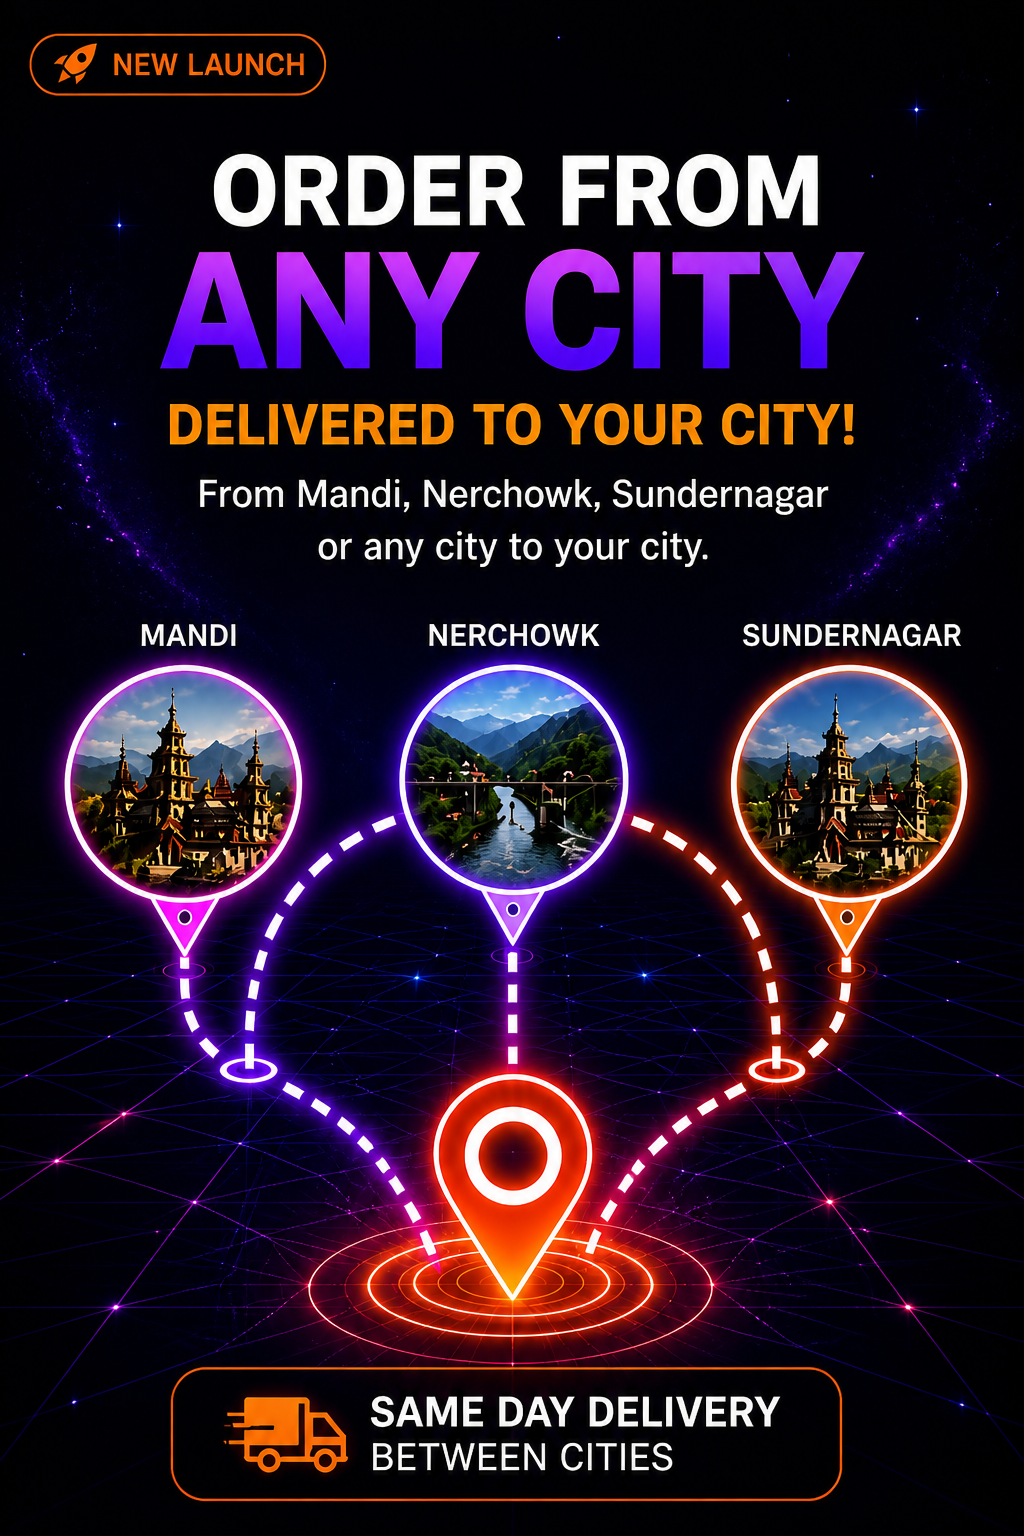 NEW LAUNCH
ORDER FROM
ANY CITY
DELIVERED TO YOUR CITY!
From Mandi, Nerchowk, Sundernagar
or any city to your city.
MANDI
NERCHOWK
SUNDERNAGAR
SAME DAY DELIVERY
BETWEEN CITIES